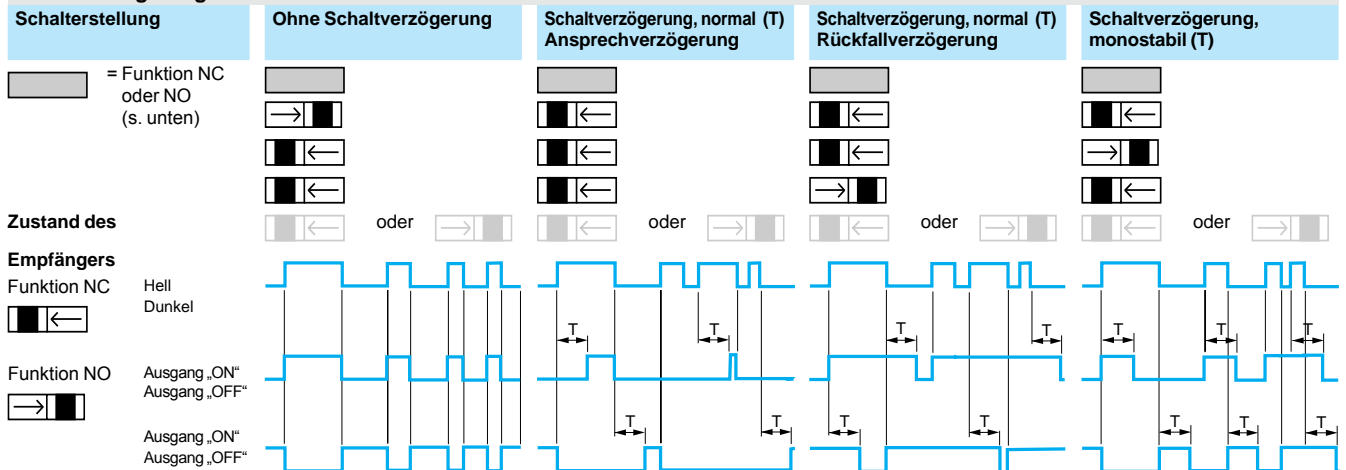 Schalterstellung
Ohne Schaltverzögerung
Schaltverzögerung, normal (T)
Ansprechverzögerung
Schaltverzögerung, normal (T)
Rückfallverzögerung
Schaltverzögerung,
monostabil (T)
= Funktion NC
oder NO
(s. unten)
Zustand des
oder
oder
oder
oder
Empfängers
Funktion NC
Hell
Dunkel
T
T
T
T
T
T
T
Funktion NO
Ausgang „ON“
Ausgang „OFF“
T
T
T
T
T
T
T
Ausgang „ON“
Ausgang „OFF“